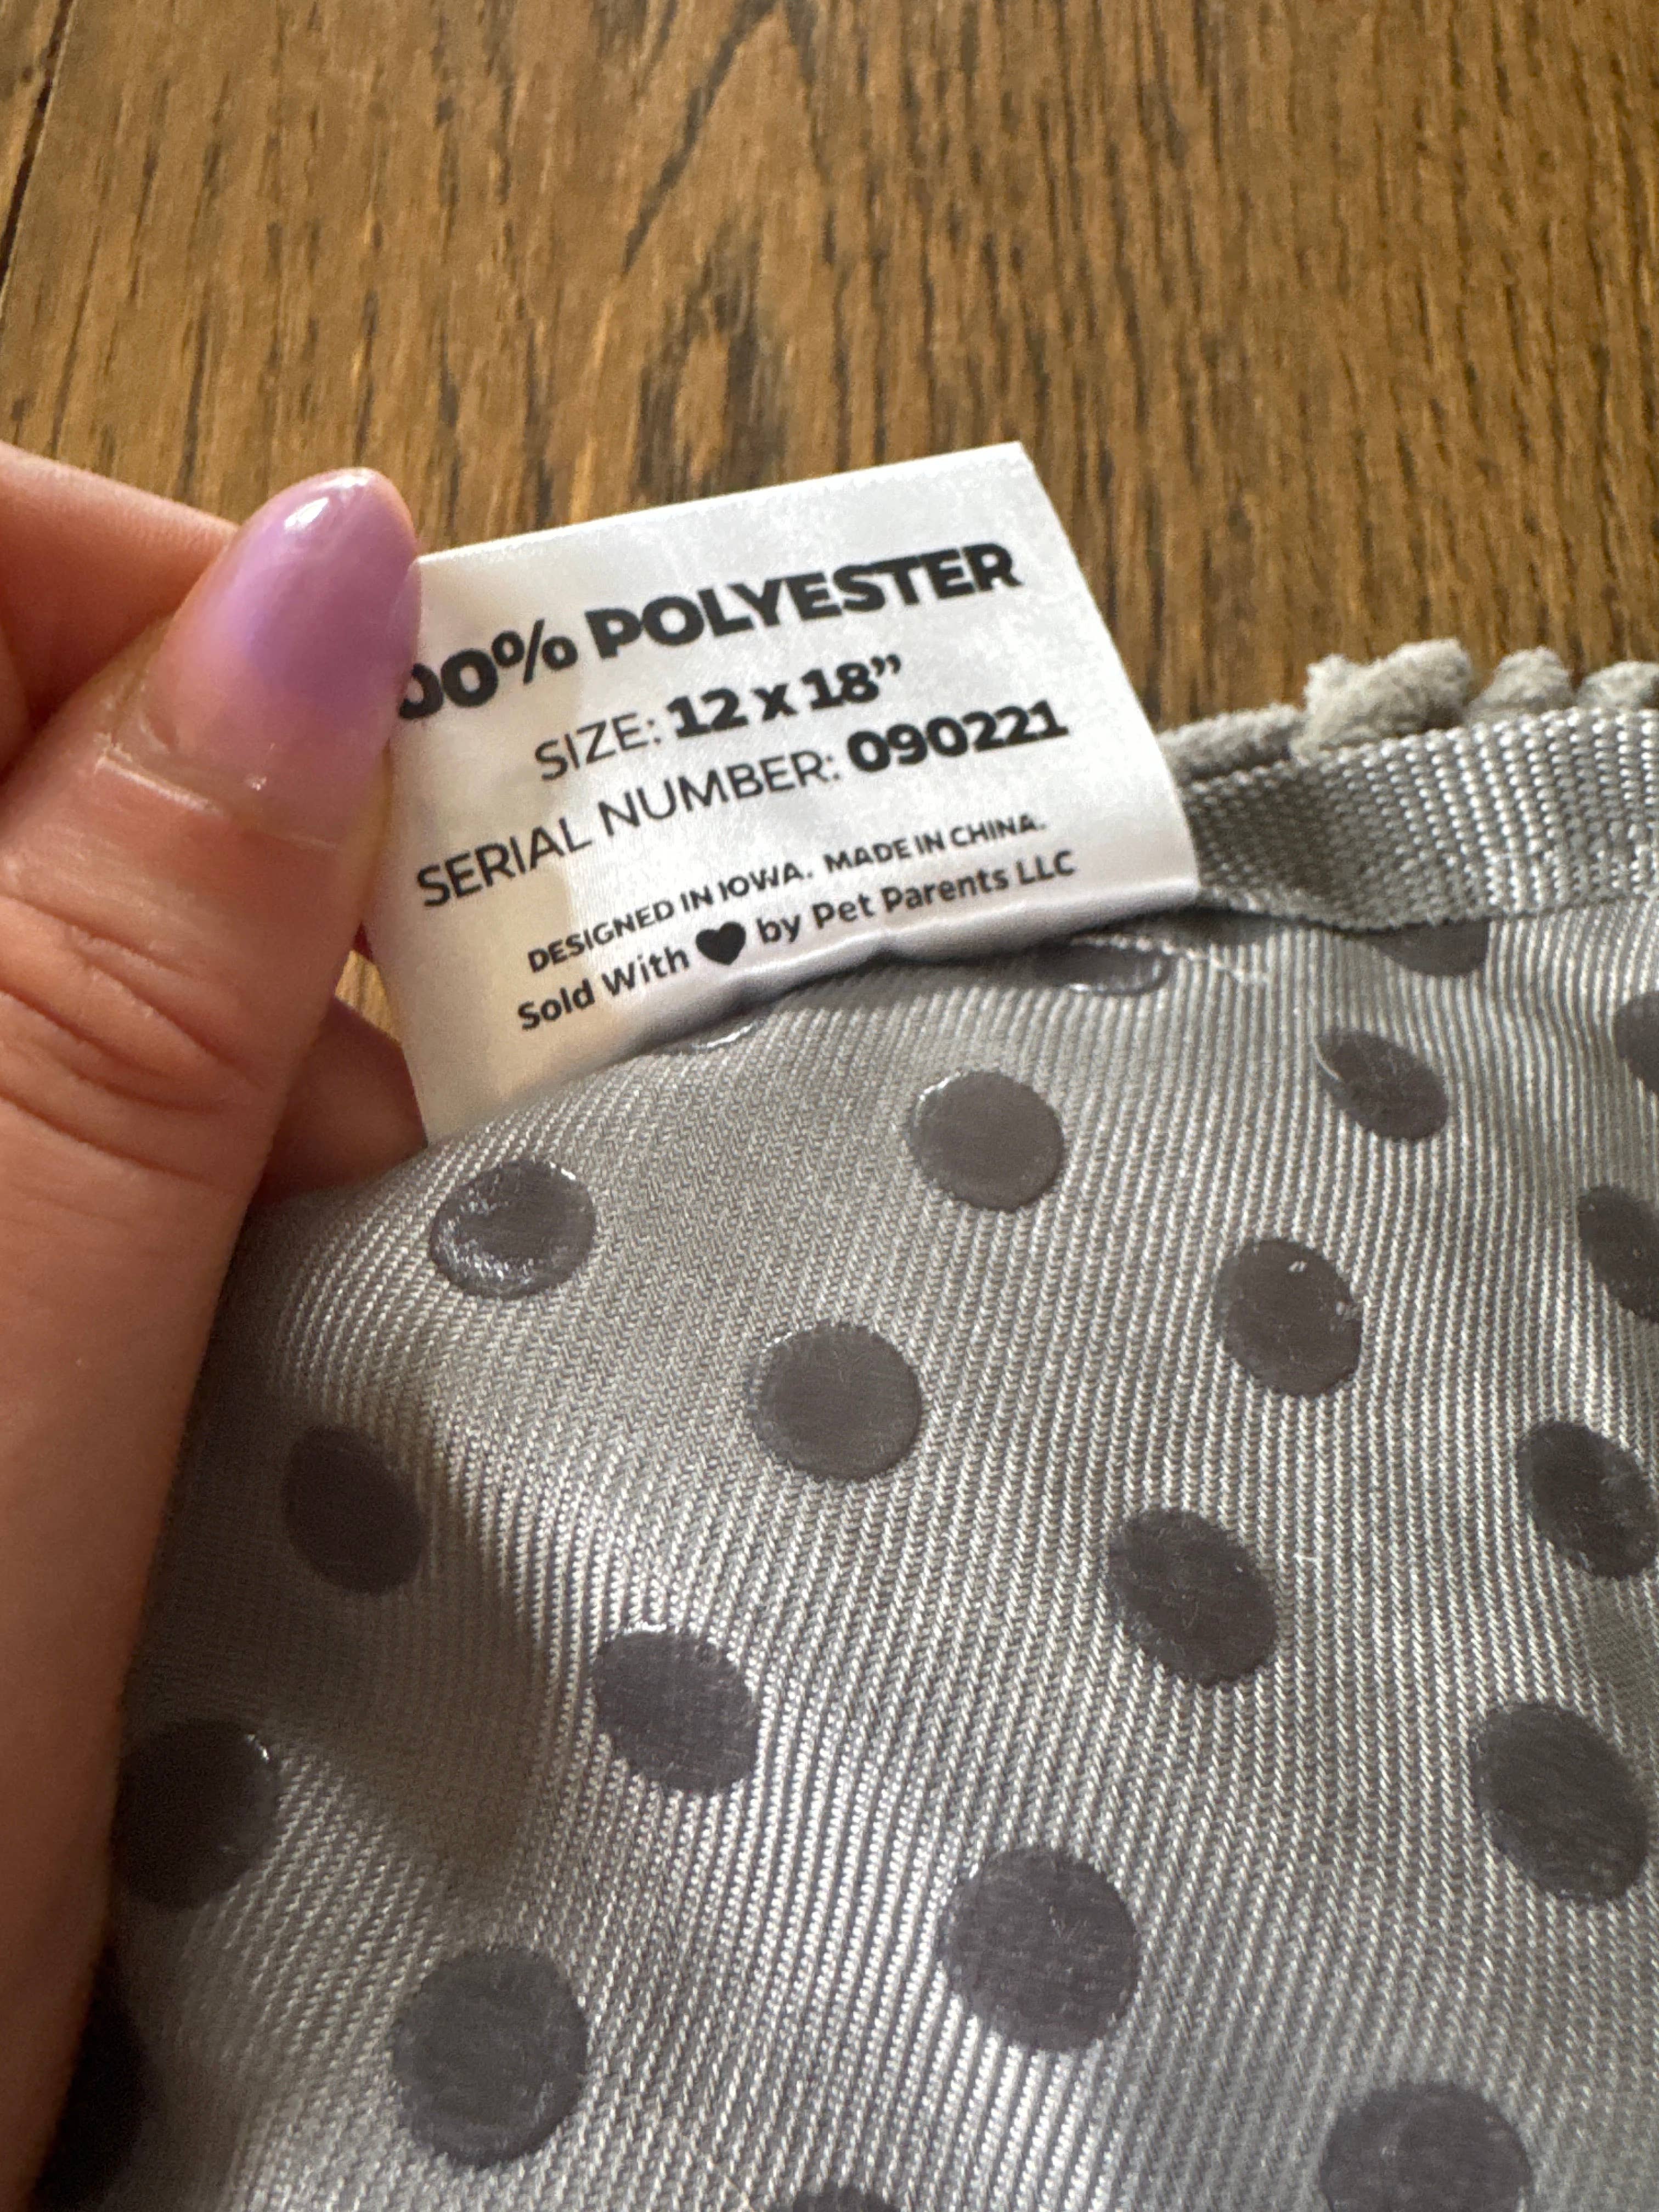 00% POLYESTER
SIZE: 12 x 18”
SERIAL NUMBER: 090221
DESIGNED IN IOWA. MADE IN CHINA.
Sold With ♥ by Pet Parents LLC